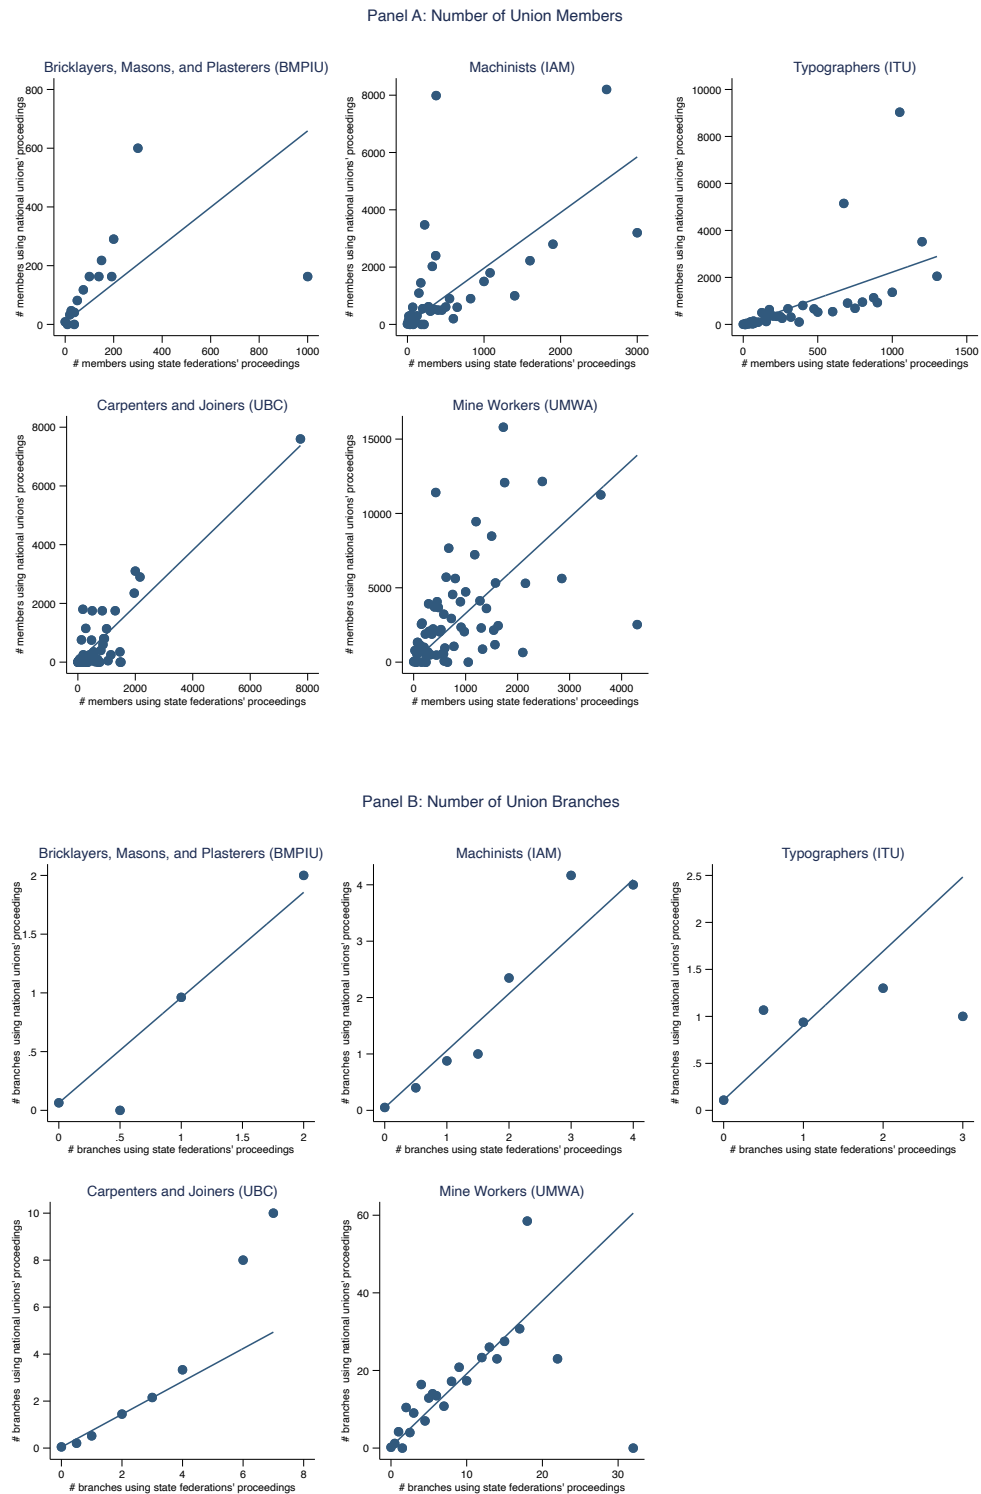 Panel A: Number of Union Members
Bricklayers, Masons, and Plasterers (BMPIU)
# members using national unions' proceedings
800
600
400
200
0
0 200 400 600 800 1000
# members using state federations' proceedings
Machinists (IAM)
# members using national unions' proceedings
8000
6000
4000
2000
0
0 1000 2000 3000
# members using state federations' proceedings
Typographers (ITU)
# members using national unions' proceedings
10000
8000
6000
4000
2000
0
0 500 1000 1500
# members using state federations' proceedings
Carpenters and Joiners (UBC)
# members using national unions' proceedings
8000
6000
4000
2000
0
0 2000 4000 6000 8000
# members using state federations' proceedings
Mine Workers (UMWA)
# members using national unions' proceedings
15000
10000
5000
0
0 1000 2000 3000 4000
# members using state federations' proceedings
Panel B: Number of Union Branches
Bricklayers, Masons, and Plasterers (BMPIU)
# branches using national unions' proceedings
2
1.5
1
.5
0
0 .5 1 1.5 2
# branches using state federations' proceedings
Machinists (IAM)
# branches using national unions' proceedings
4
3
2
1
0
0 1 2 3 4
# branches using state federations' proceedings
Typographers (ITU)
# branches using national unions' proceedings
2.5
2
1.5
1
.5
0
0 1 2 3
# branches using state federations' proceedings
Carpenters and Joiners (UBC)
# branches using national unions' proceedings
10
8
6
4
2
0
0 2 4 6 8
# branches using state federations' proceedings
Mine Workers (UMWA)
# branches using national unions' proceedings
60
40
20
0
0 10 20 30
# branches using state federations' proceedings